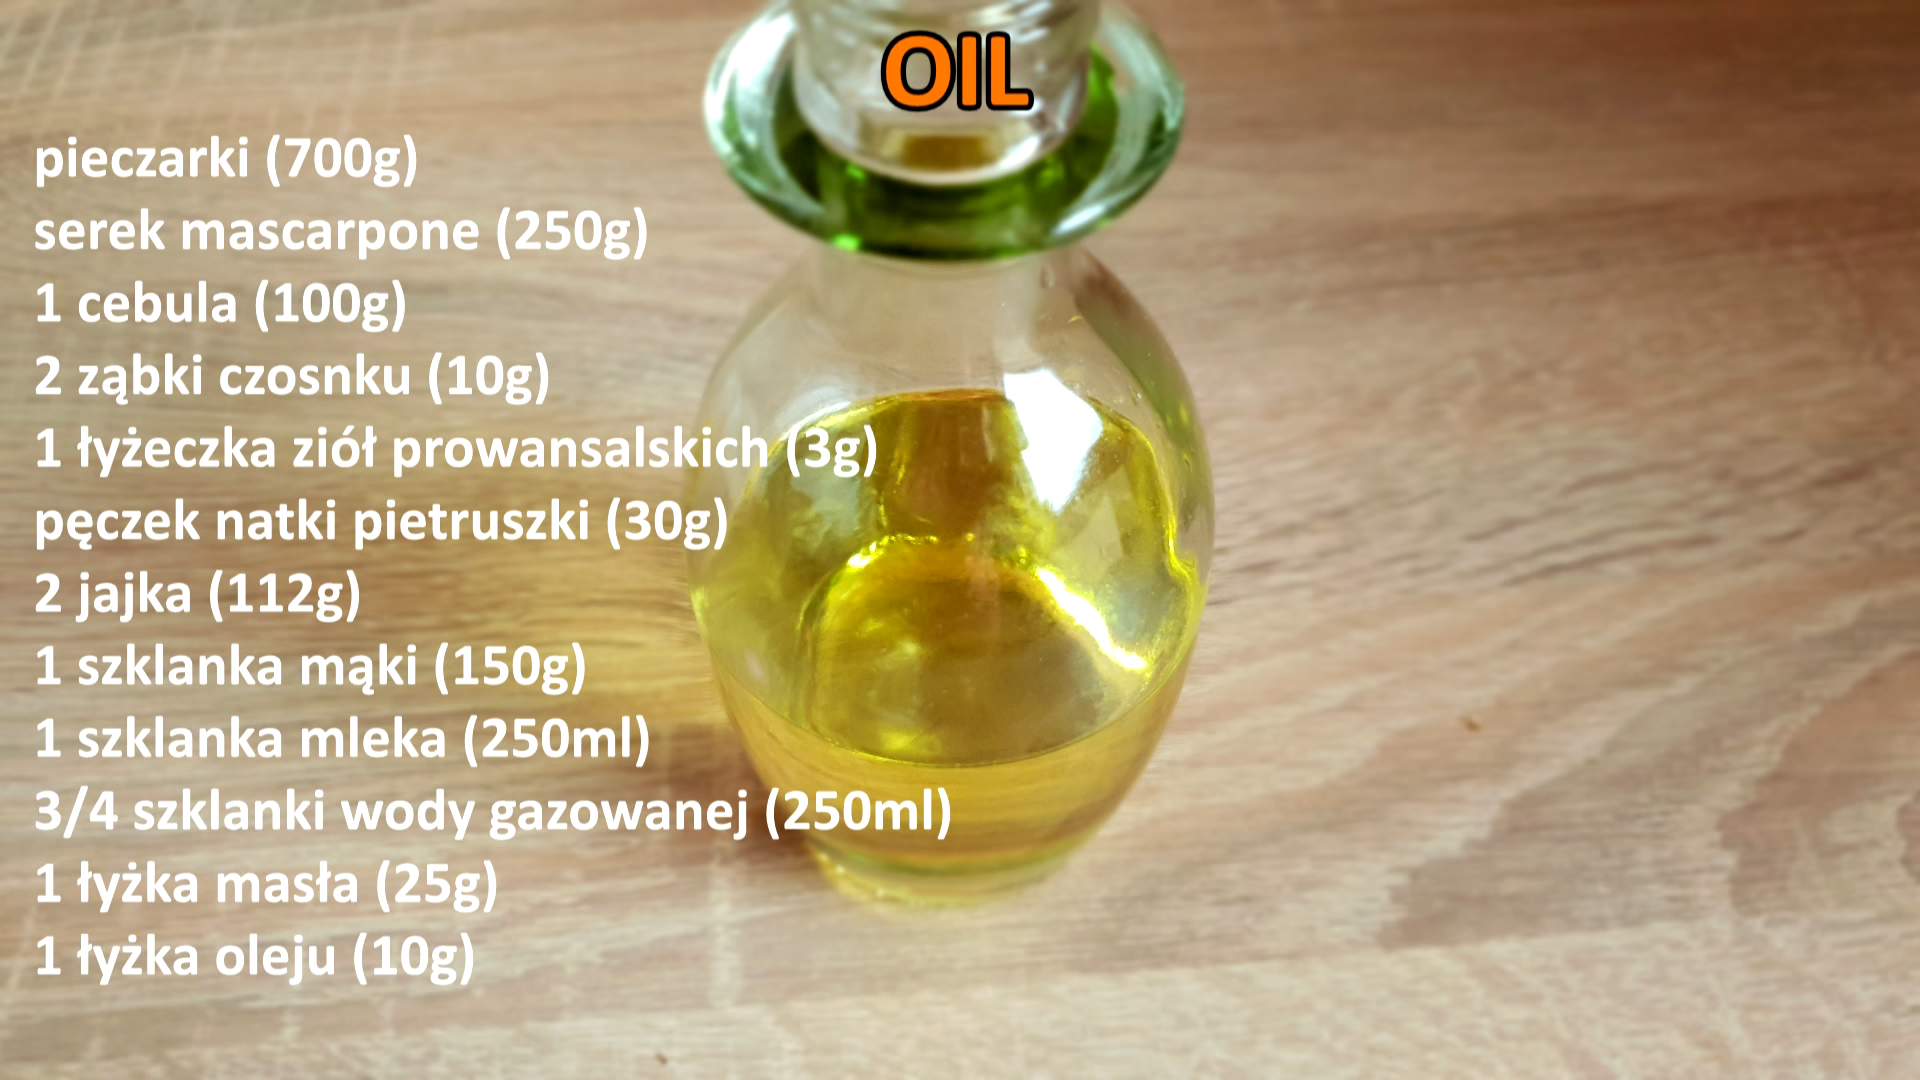 OIL
pieczarki (700g)
serek mascarpone (250g)
1 cebula (100g)
2 ząbki czosnku (10g)
1 łyżeczka ziół prowansalskich (3g)
pęczek natki pietruszki (30g)
2 jajka (112g)
1 szklanka mąki (150g)
1 szklanka mleka (250ml)
3/4 szklanki wody gazowanej (250ml)
1 łyżka masła (25g)
1 łyżka oleju (10g)